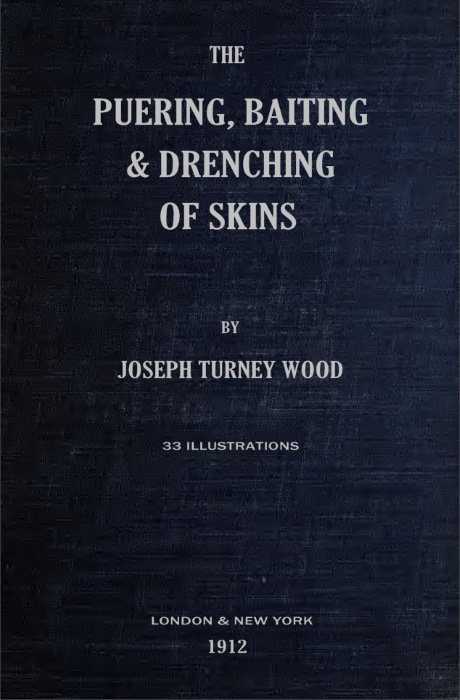 THE
PUERING, BAITING
& DRENCHING
OF SKINS
BY
JOSEPH TURNEY WOOD
33 ILLUSTRATIONS
LONDON & NEW YORK
1912